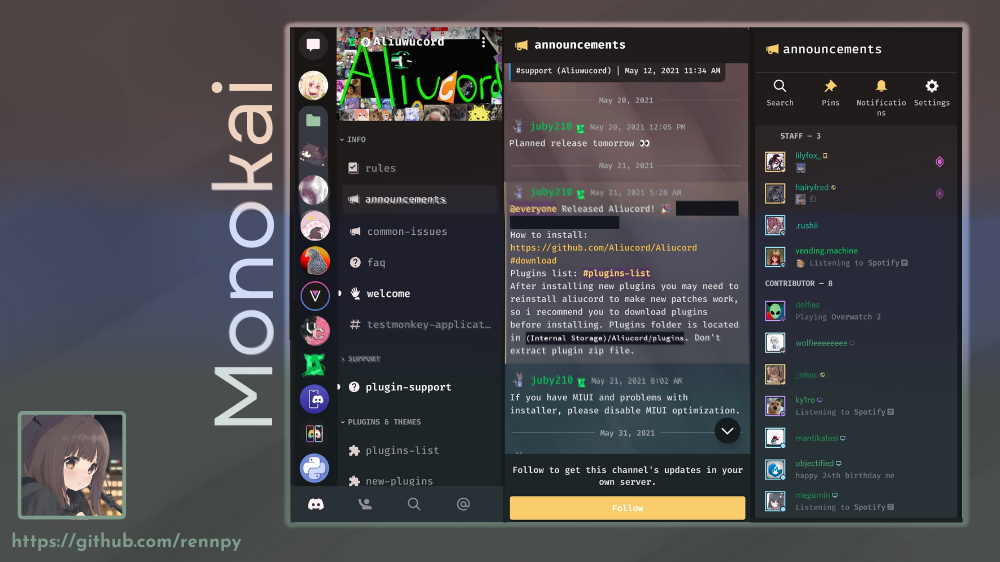 Monokai
https://github.com/rennpy
Aliuwucord
Aliucord
INFO
rules
announcements
common-issues
faq
welcome
testmonkey-applicat...
SUPPORT
plugin-support
PLUGINS & THEMES
plugins-list
new-plugins
announcements
#support (Aliuwucord) | May 12, 2021 11:34 AM
May 20, 2021
juby210 May 20, 2021 12:05 PM
Planned release tomorrow 👀
May 21, 2021
juby210 May 21, 2021 5:26 AM
@everyone Released Aliucord! 🎉
How to install:
https://github.com/Aliucord/Aliucord
#download
Plugins list: #plugins-list
After installing new plugins you may need to
reinstall aliucord to make new patches work,
so i recommend you to download plugins
before installing. Plugins folder is located
in (Internal Storage)/Aliucord/plugins. Don't
extract plugin zip file.
juby210 May 21, 2021 8:02 AM
If you have MIUI and problems with
installer, please disable MIUI optimization.
May 31, 2021
Follow to get this channel's updates in your
own server.
Follow
announcements
Search Pins Notificatio
ns Settings
STAFF — 3
lilyfox_
hairyfred
.rushii
vending.machine
Listening to Spotify
CONTRIBUTOR — 8
dolfies
Playing Overwatch 2
wolfieeeeeeee
ky1ro
Listening to Spotify
mantikafasi
objectified
happy 24th birthday me
megumin
Listening to Spotify